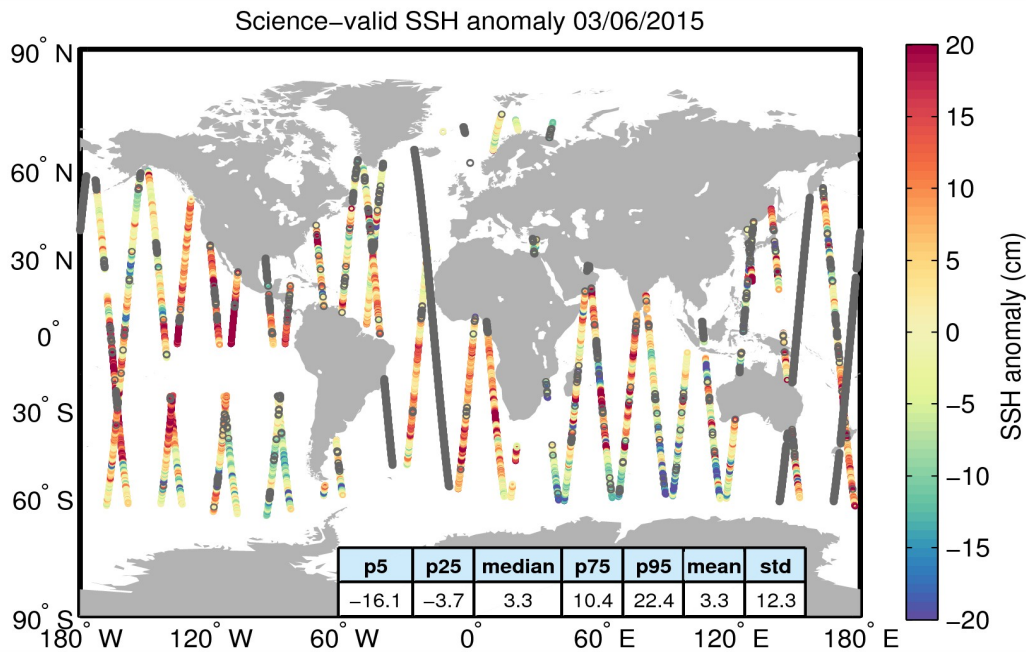 Science−valid SSH anomaly 03/06/2015
90° N
60° N
30° N
0°
30° S
60° S
90° S
180° W
120° W
60° W
0°
60° E
120° E
180° E
p5 p25 median p75 p95 mean std
−16.1 −3.7 3.3 10.4 22.4 3.3 12.3
20
15
10
5
0
−5
−10
−15
−20
SSH anomaly (cm)